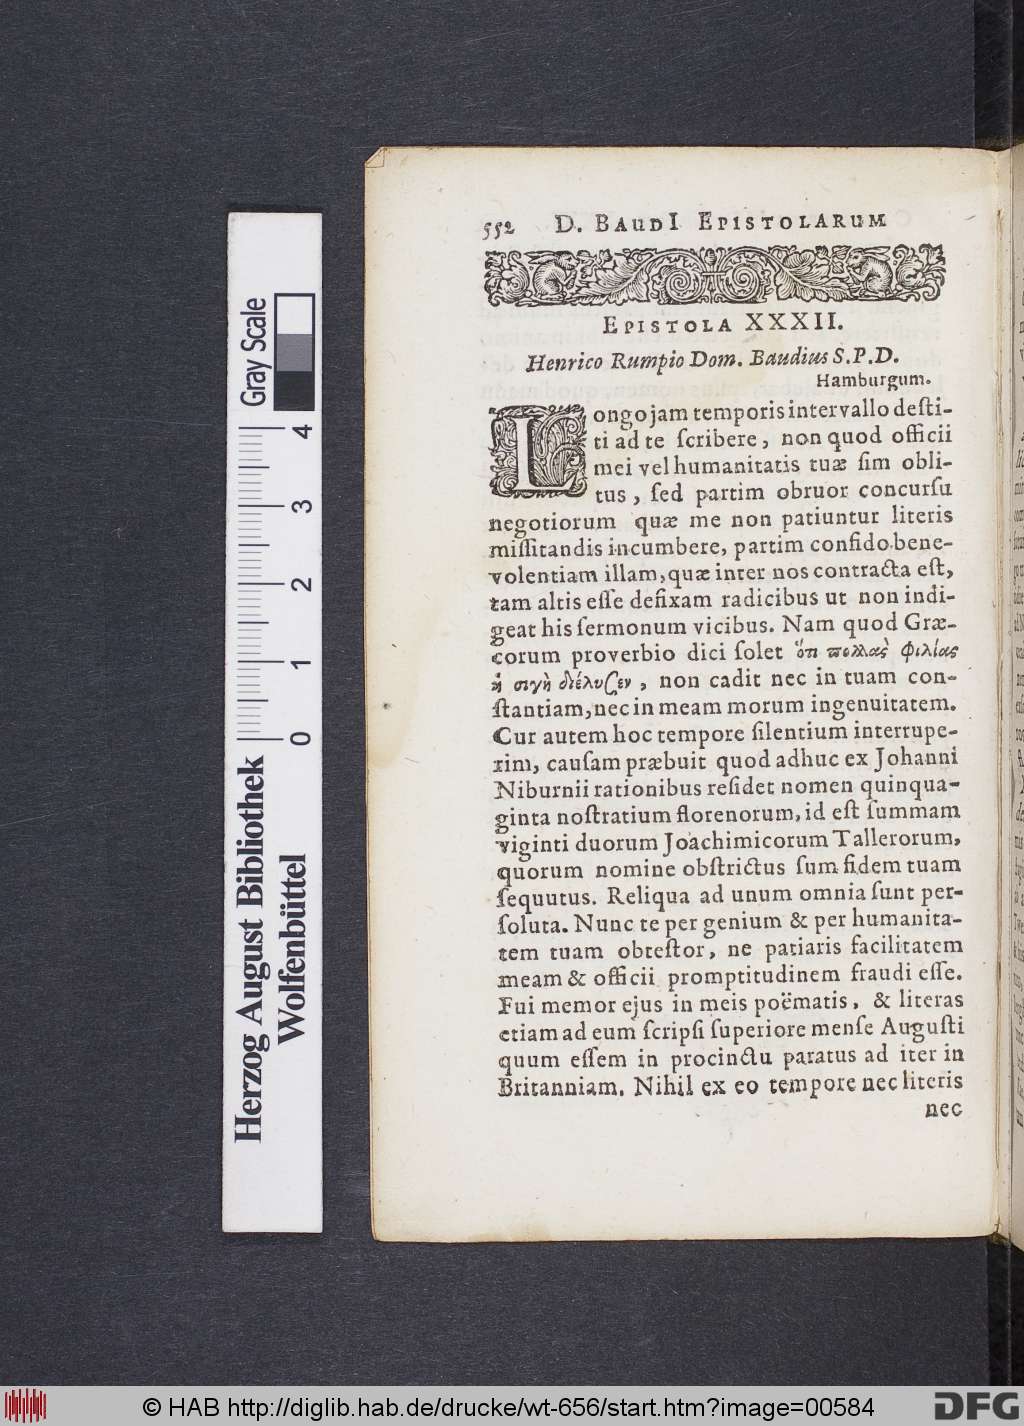 552 D. BAUDI EPISTOLARUM
EPISTOLA XXXII.
Henrico Rumpio Dom. Baudius S.P.D.
Hamburgum.
Longo jam temporis intervallo desti-
ti ad te scribere, non quod officii
mei vel humanitatis tuæ sim obli-
tus, sed partim obruor concursu
negotiorum quæ me non patiuntur literis
missitandis incumbere, partim confido bene-
volentiam illam, quæ inter nos contracta est,
tam altis esse defixam radicibus ut non indi-
geat his sermonum vicibus. Nam quod Græ-
corum proverbio dici solet ὅτι πολλὰς φιλίας
ἡ σιγὴ διέλυσεν, non cadit nec in tuam con-
stantiam, nec in meam morum ingenuitatem.
Cur autem hoc tempore silentium interrupe-
rim, causam præbuit quod adhuc ex Johanni
Niburnii rationibus residet nomen quinqua-
ginta nostratium florenorum, id est summam
viginti duorum Joachimicorum Tallerorum,
quorum nomine obstrictus sum fidem tuam
sequutus. Reliqua ad unum omnia sunt per-
soluta. Nunc te per genium & per humanita-
tem tuam obtestor, ne patiaris facilitatem
meam & officii promptitudinem fraudi esse.
Fui memor ejus in meis poëmatis, & literas
etiam ad eum scripsi superiore mense Augusti
quum essem in procinctu paratus ad iter in
Britanniam. Nihil ex eo tempore nec literis
nec
Gray Scale
4
3
2
1
0
Herzog August Bibliothek
Wolfenbüttel
© HAB http://diglib.hab.de/drucke/wt-656/start.htm?image=00584
DFG